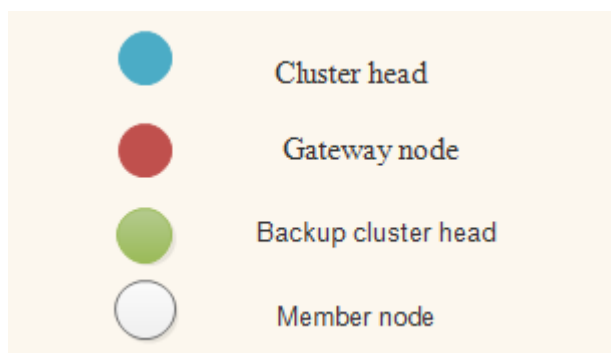 Cluster head
Gateway node
Backup cluster head
Member node